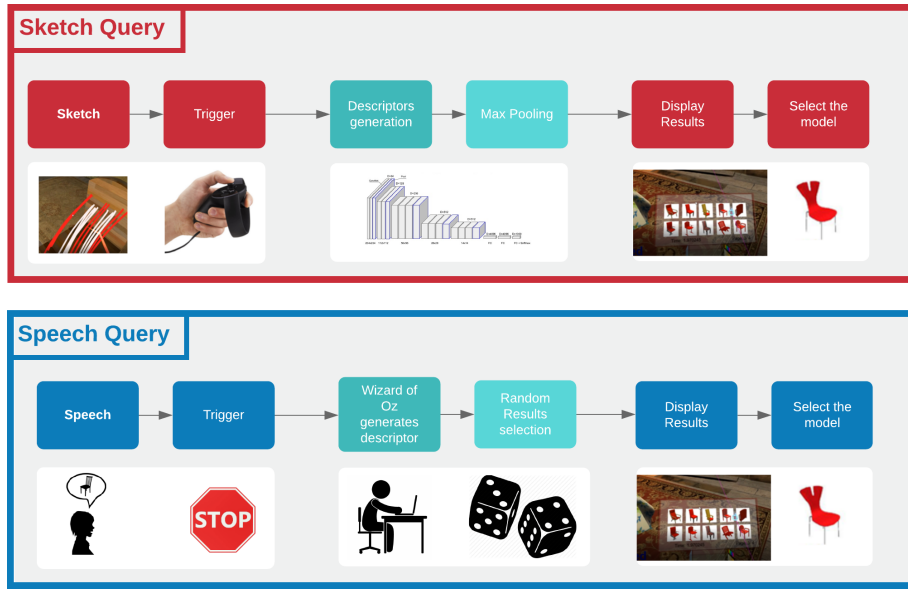 Sketch Query
Sketch
Trigger
Descriptors
generation
Max Pooling
Display
Results
Select the
model
Speech Query
Speech
Trigger
Wizard of
Oz
generates
descriptor
Random
Results
selection
Display
Results
Select the
model
STOP